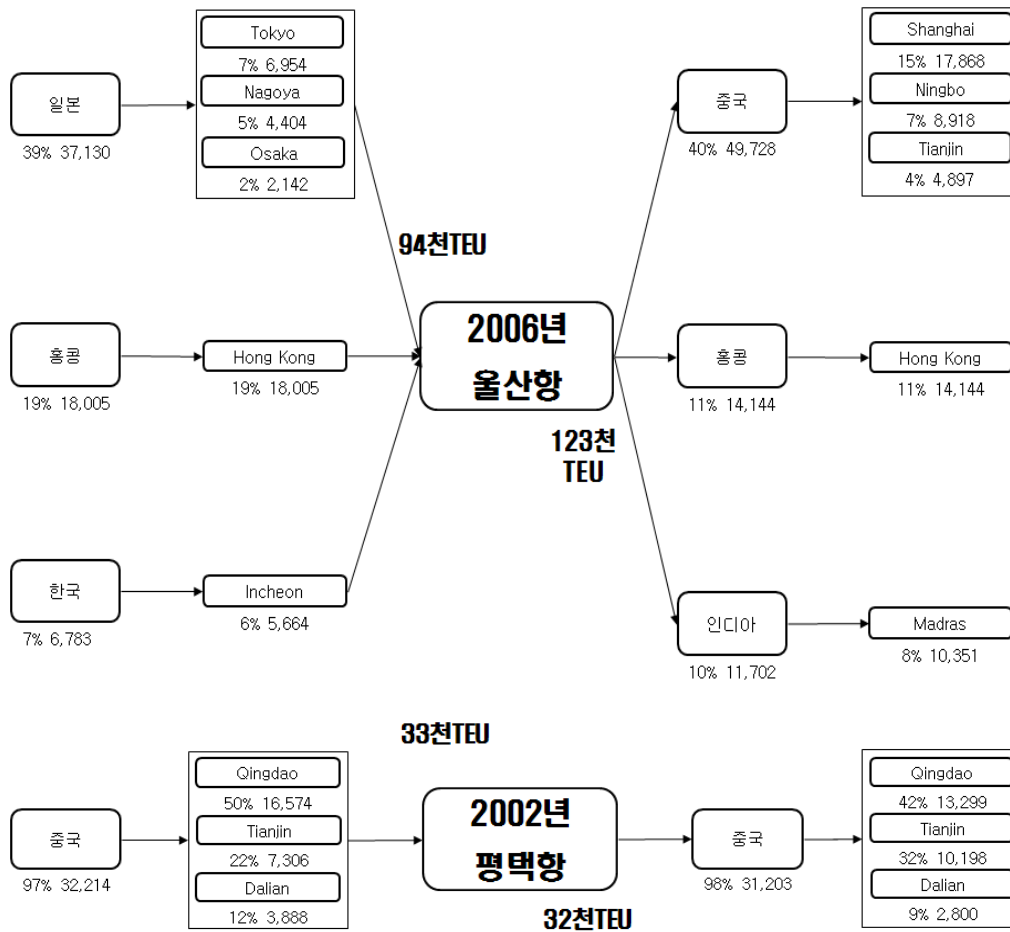 Tokyo
7% 6,954
Nagoya
5% 4,404
Osaka
2% 2,142
일본
39% 37,130
94천TEU
홍콩
19% 18,005
Hong Kong
19% 18,005
한국
7% 6,783
Incheon
6% 5,664
2006년
울산항
123천
TEU
중국
40% 49,728
Shanghai
15% 17,868
Ningbo
7% 8,918
Tianjin
4% 4,897
홍콩
11% 14,144
Hong Kong
11% 14,144
인디아
10% 11,702
Madras
8% 10,351
33천TEU
중국
97% 32,214
Qingdao
50% 16,574
Tianjin
22% 7,306
Dalian
12% 3,888
2002년
평택항
32천TEU
중국
98% 31,203
Qingdao
42% 13,299
Tianjin
32% 10,198
Dalian
9% 2,800